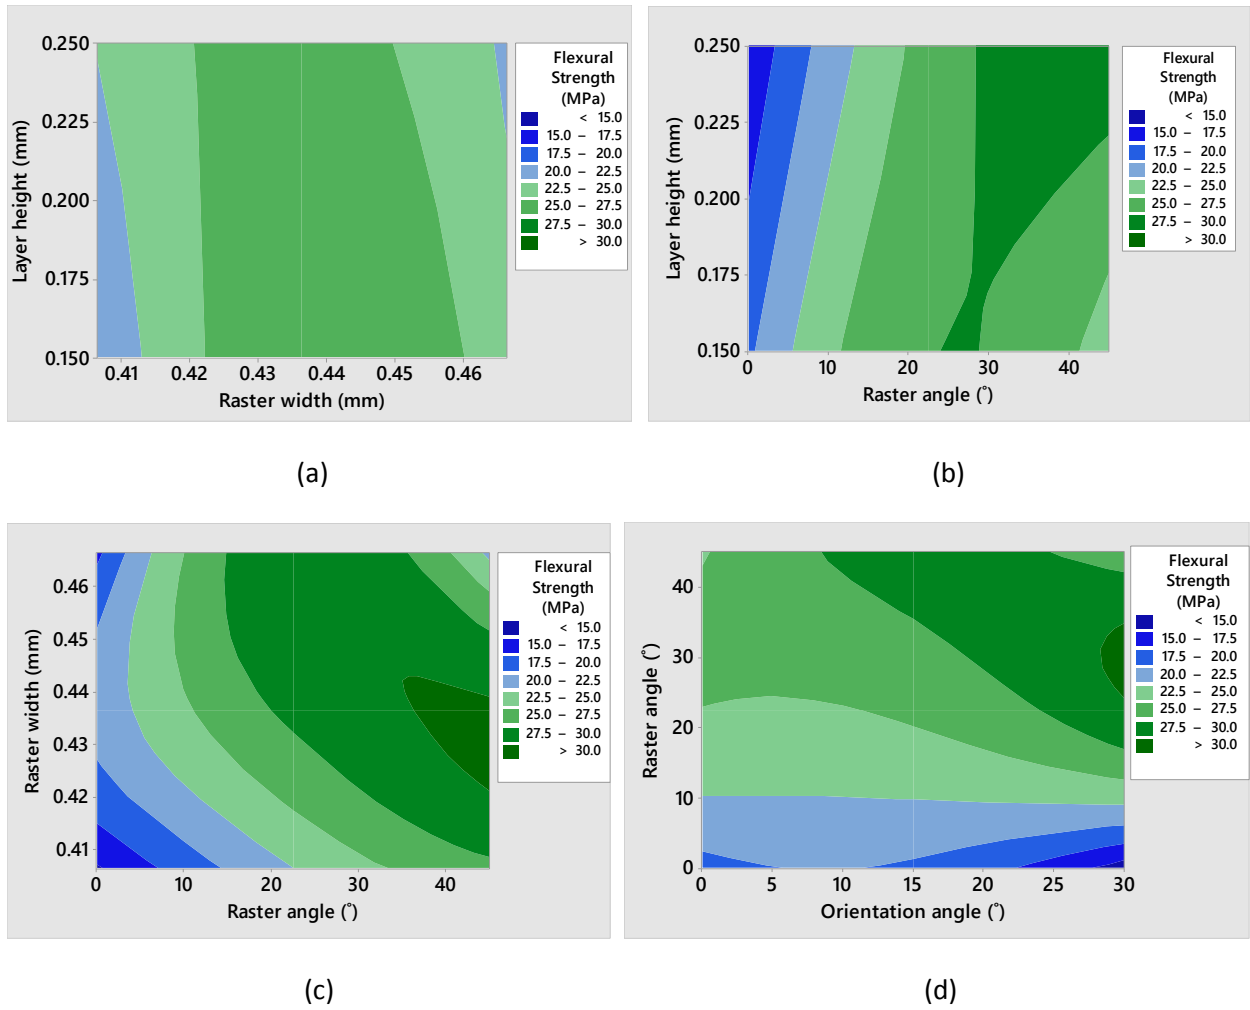 0.250
0.225
0.200
0.175
0.150
Layer height (mm)
0.41 0.42 0.43 0.44 0.45 0.46
Raster width (mm)
Flexural
Strength
(MPa)
< 15.0
15.0 – 17.5
17.5 – 20.0
20.0 – 22.5
22.5 – 25.0
25.0 – 27.5
27.5 – 30.0
> 30.0
(a)
0.250
0.225
0.200
0.175
0.150
Layer height (mm)
0 10 20 30 40
Raster angle (°)
Flexural
Strength
(MPa)
< 15.0
15.0 – 17.5
17.5 – 20.0
20.0 – 22.5
22.5 – 25.0
25.0 – 27.5
27.5 – 30.0
> 30.0
(b)
0.46
0.45
0.44
0.43
0.42
0.41
Raster width (mm)
0 10 20 30 40
Raster angle (°)
Flexural
Strength
(MPa)
< 15.0
15.0 – 17.5
17.5 – 20.0
20.0 – 22.5
22.5 – 25.0
25.0 – 27.5
27.5 – 30.0
> 30.0
(c)
40
30
20
10
0
Raster angle (°)
0 5 10 15 20 25 30
Orientation angle (°)
Flexural
Strength
(MPa)
< 15.0
15.0 – 17.5
17.5 – 20.0
20.0 – 22.5
22.5 – 25.0
25.0 – 27.5
27.5 – 30.0
> 30.0
(d)